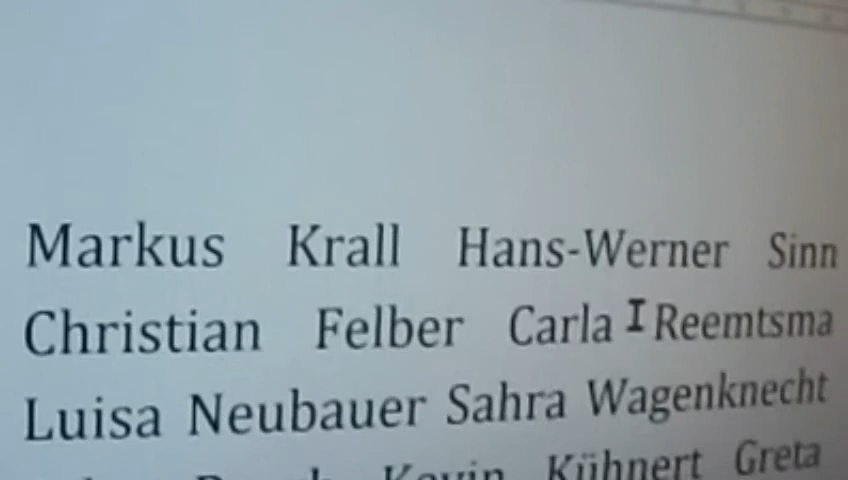 Markus Krall Hans-Werner Sinn
Christian Felber Carla Reemtsma
Luisa Neubauer Sahra Wagenknecht
Kevin Kühnert Greta